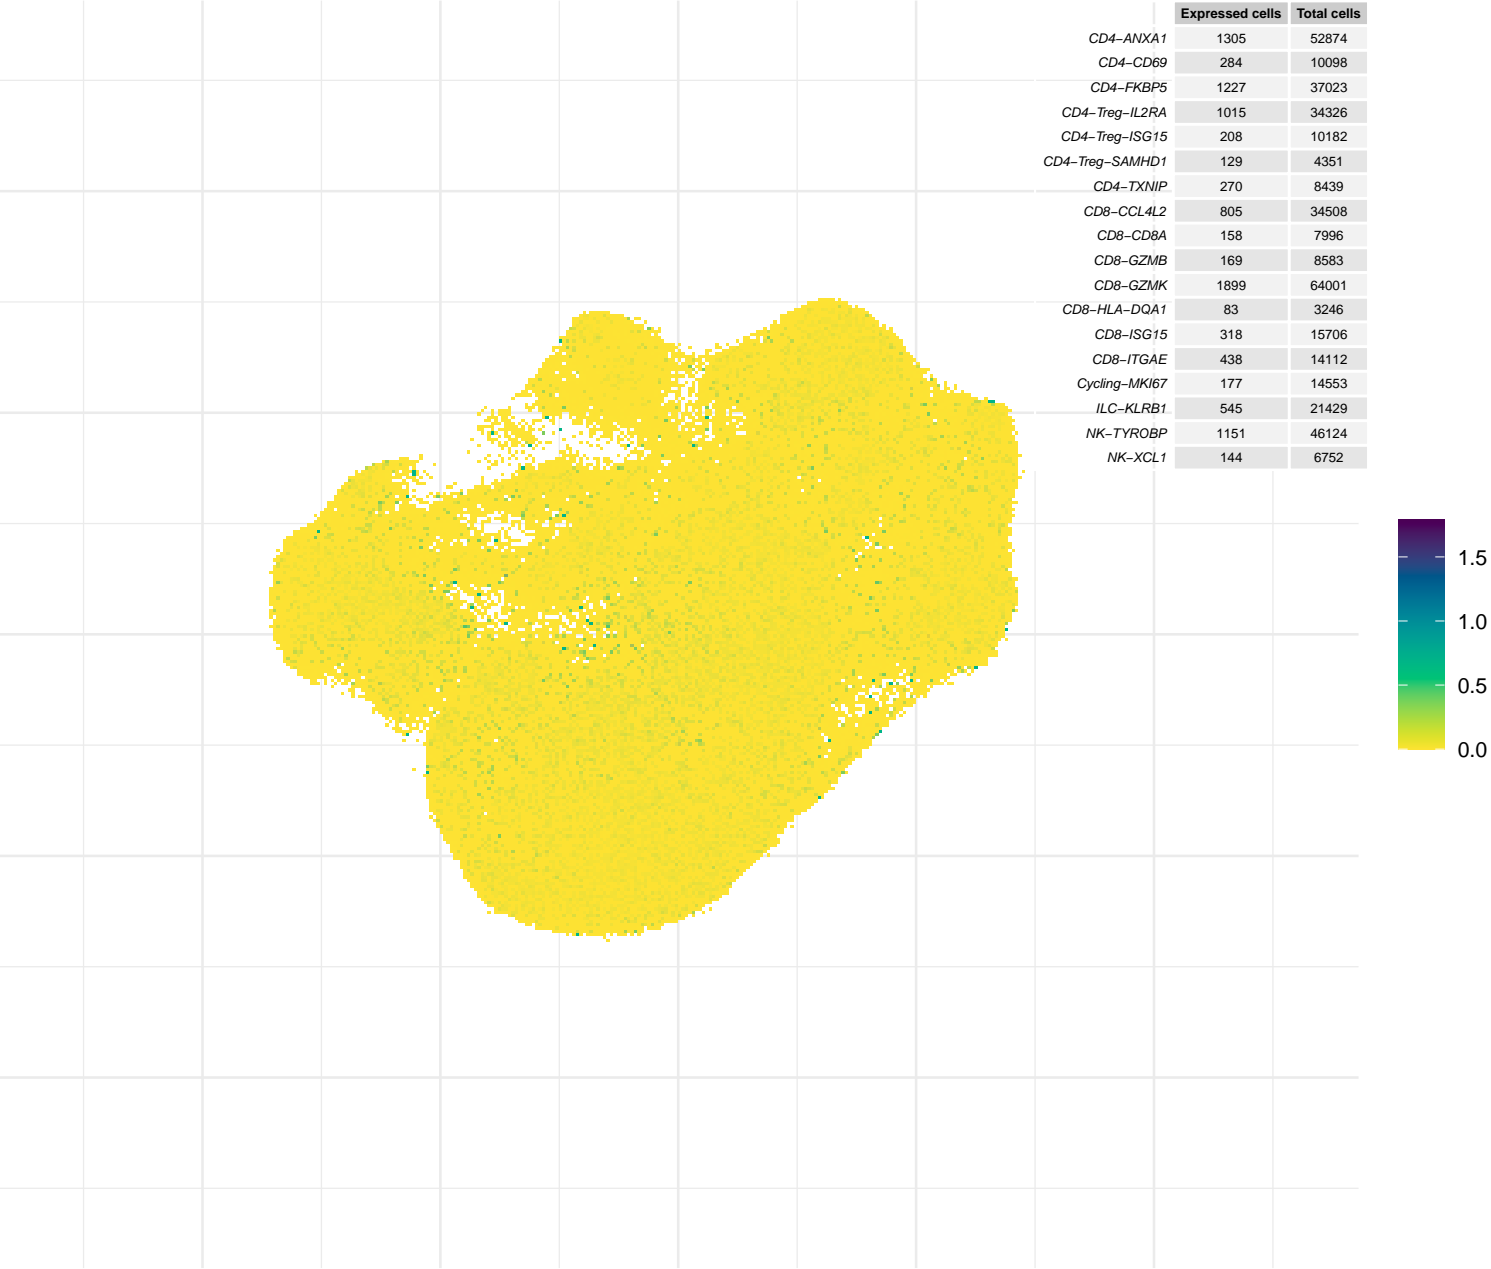 Expressed cells Total cells
CD4−ANXA1 1305 52874
CD4−CD69 284 10098
CD4−FKBP5 1227 37023
CD4−Treg−IL2RA 1015 34326
CD4−Treg−ISG15 208 10182
CD4−Treg−SAMHD1 129 4351
CD4−TXNIP 270 8439
CD8−CCL4L2 805 34508
CD8−CD8A 158 7996
CD8−GZMB 169 8583
CD8−GZMK 1899 64001
CD8−HLA−DQA1 83 3246
CD8−ISG15 318 15706
CD8−ITGAE 438 14112
Cycling−MKI67 177 14553
ILC−KLRB1 545 21429
NK−TYROBP 1151 46124
NK−XCL1 144 6752
1.5
1.0
0.5
0.0